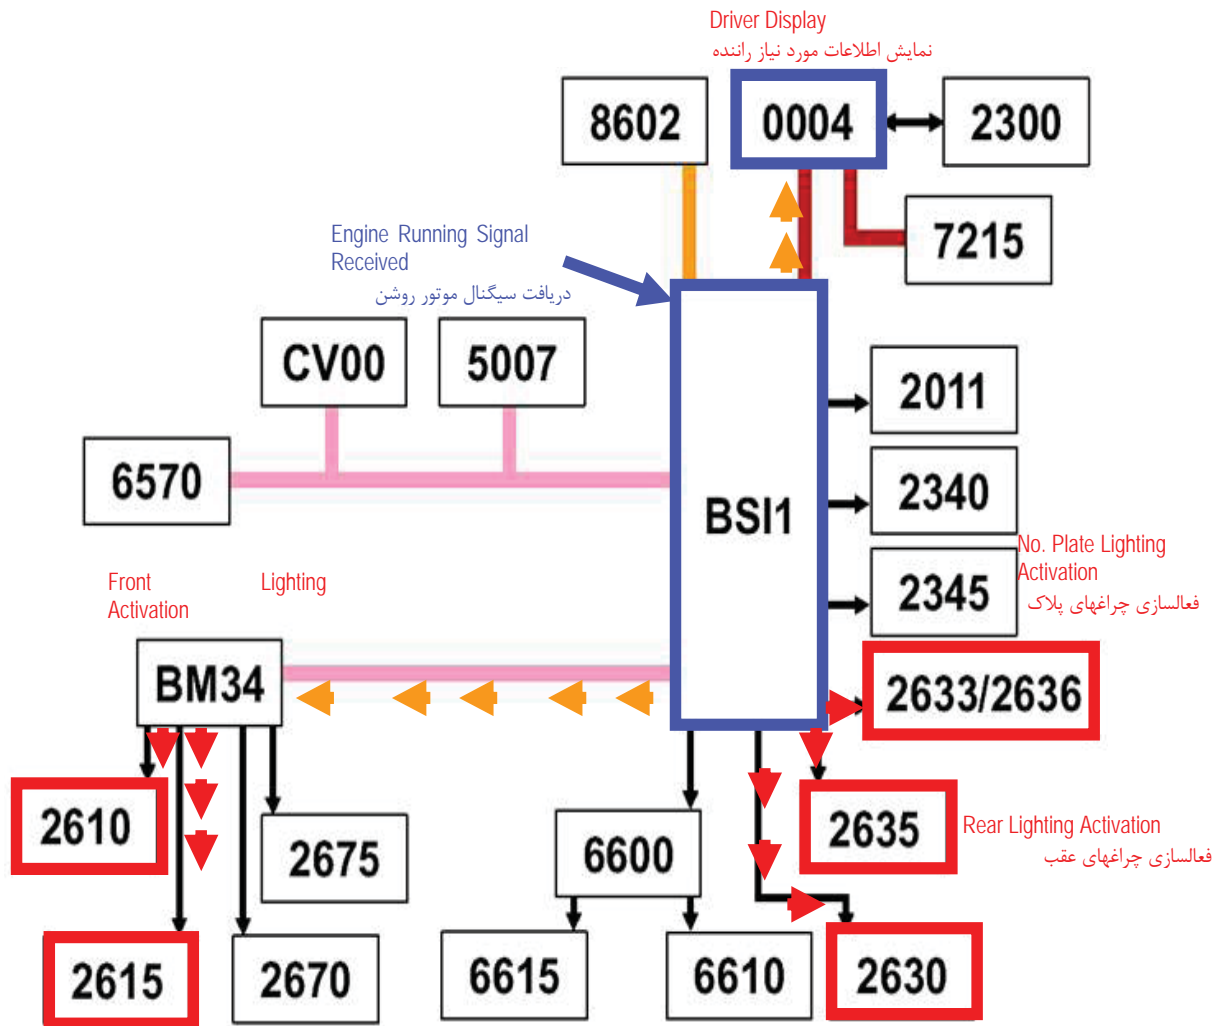 Driver Display
نمایش اطلاعات مورد نیاز راننده
8602
0004
2300
7215
Engine Running Signal
Received
دریافت سیگنال موتور روشن
CV00
5007
2011
6570
2340
BSI1
No. Plate Lighting
Activation
فعالسازی چراغهای پلاک
2345
Front Lighting
Activation
BM34
2633/2636
2610
2675
6600
2635
Rear Lighting Activation
فعالسازی چراغهای عقب
2615
2670
6615
6610
2630